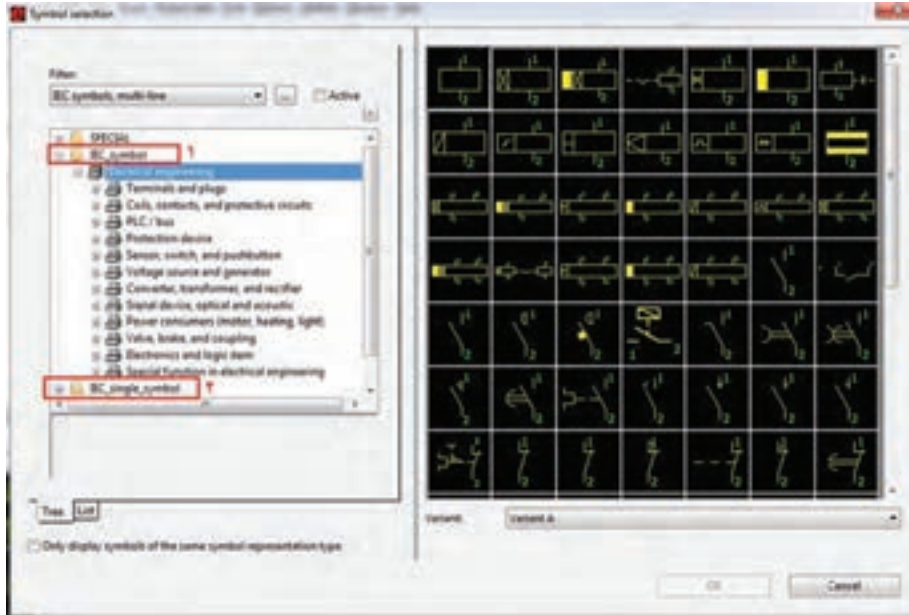 Symbol selection
Filter:
IEC symbols, multi-line
...
Active
SPECIAL
IEC_symbol ۱
Electrical engineering
Terminals and plugs
Coils, contacts, and protective circuits
PLC / bus
Protection device
Sensor, switch, and pushbutton
Voltage source and generator
Converter, transformer, and rectifier
Signal device, optical and acoustic
Power consumers (motor, heating, light)
Valve, brake, and coupling
Electronics and logic item
Special function in electrical engineering
IEC_single_symbol ۲
Tree List
Only display symbols of the same symbol representation type
Variant:
Variant A
OK
Cancel